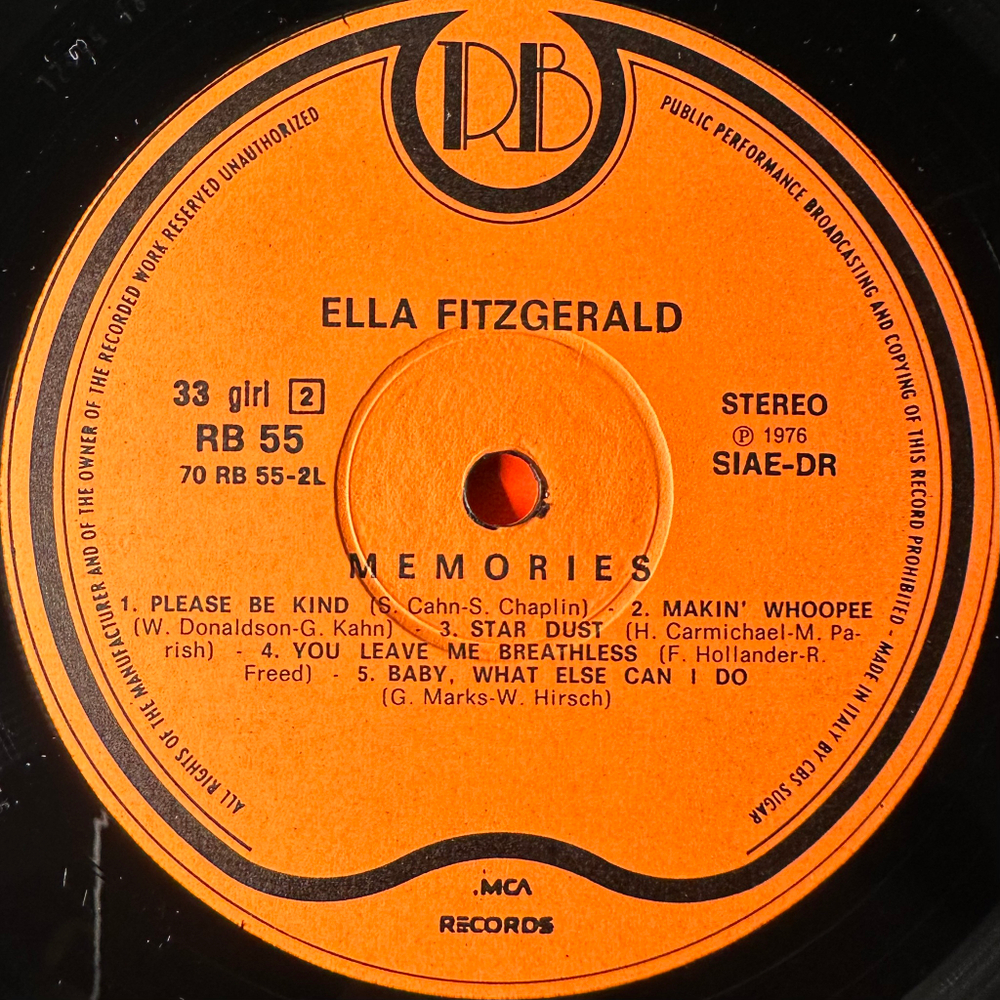 RB
ALL RIGHTS OF THE MANUFACTURER AND OF THE OWNER OF THE RECORDED WORK RESERVED UNAUTHORIZED
PUBLIC PERFORMANCE BROADCASTING AND COPYING OF THIS RECORD PROHIBITED - MADE IN ITALY BY CBS SUGAR
ELLA FITZGERALD
33 giri 2
RB 55
70 RB 55-2L
STEREO
Ⓟ 1976
SIAE-DR
MEMORIES
1. PLEASE BE KIND (S. Cahn-S. Chaplin) - 2. MAKIN' WHOOPEE
(W. Donaldson-G. Kahn) - 3. STAR DUST (H. Carmichael-M. Pa-
rish) - 4. YOU LEAVE ME BREATHLESS (F. Hollander-R.
Freed) - 5. BABY, WHAT ELSE CAN I DO
(G. Marks-W. Hirsch)
.MCA
RECORDS